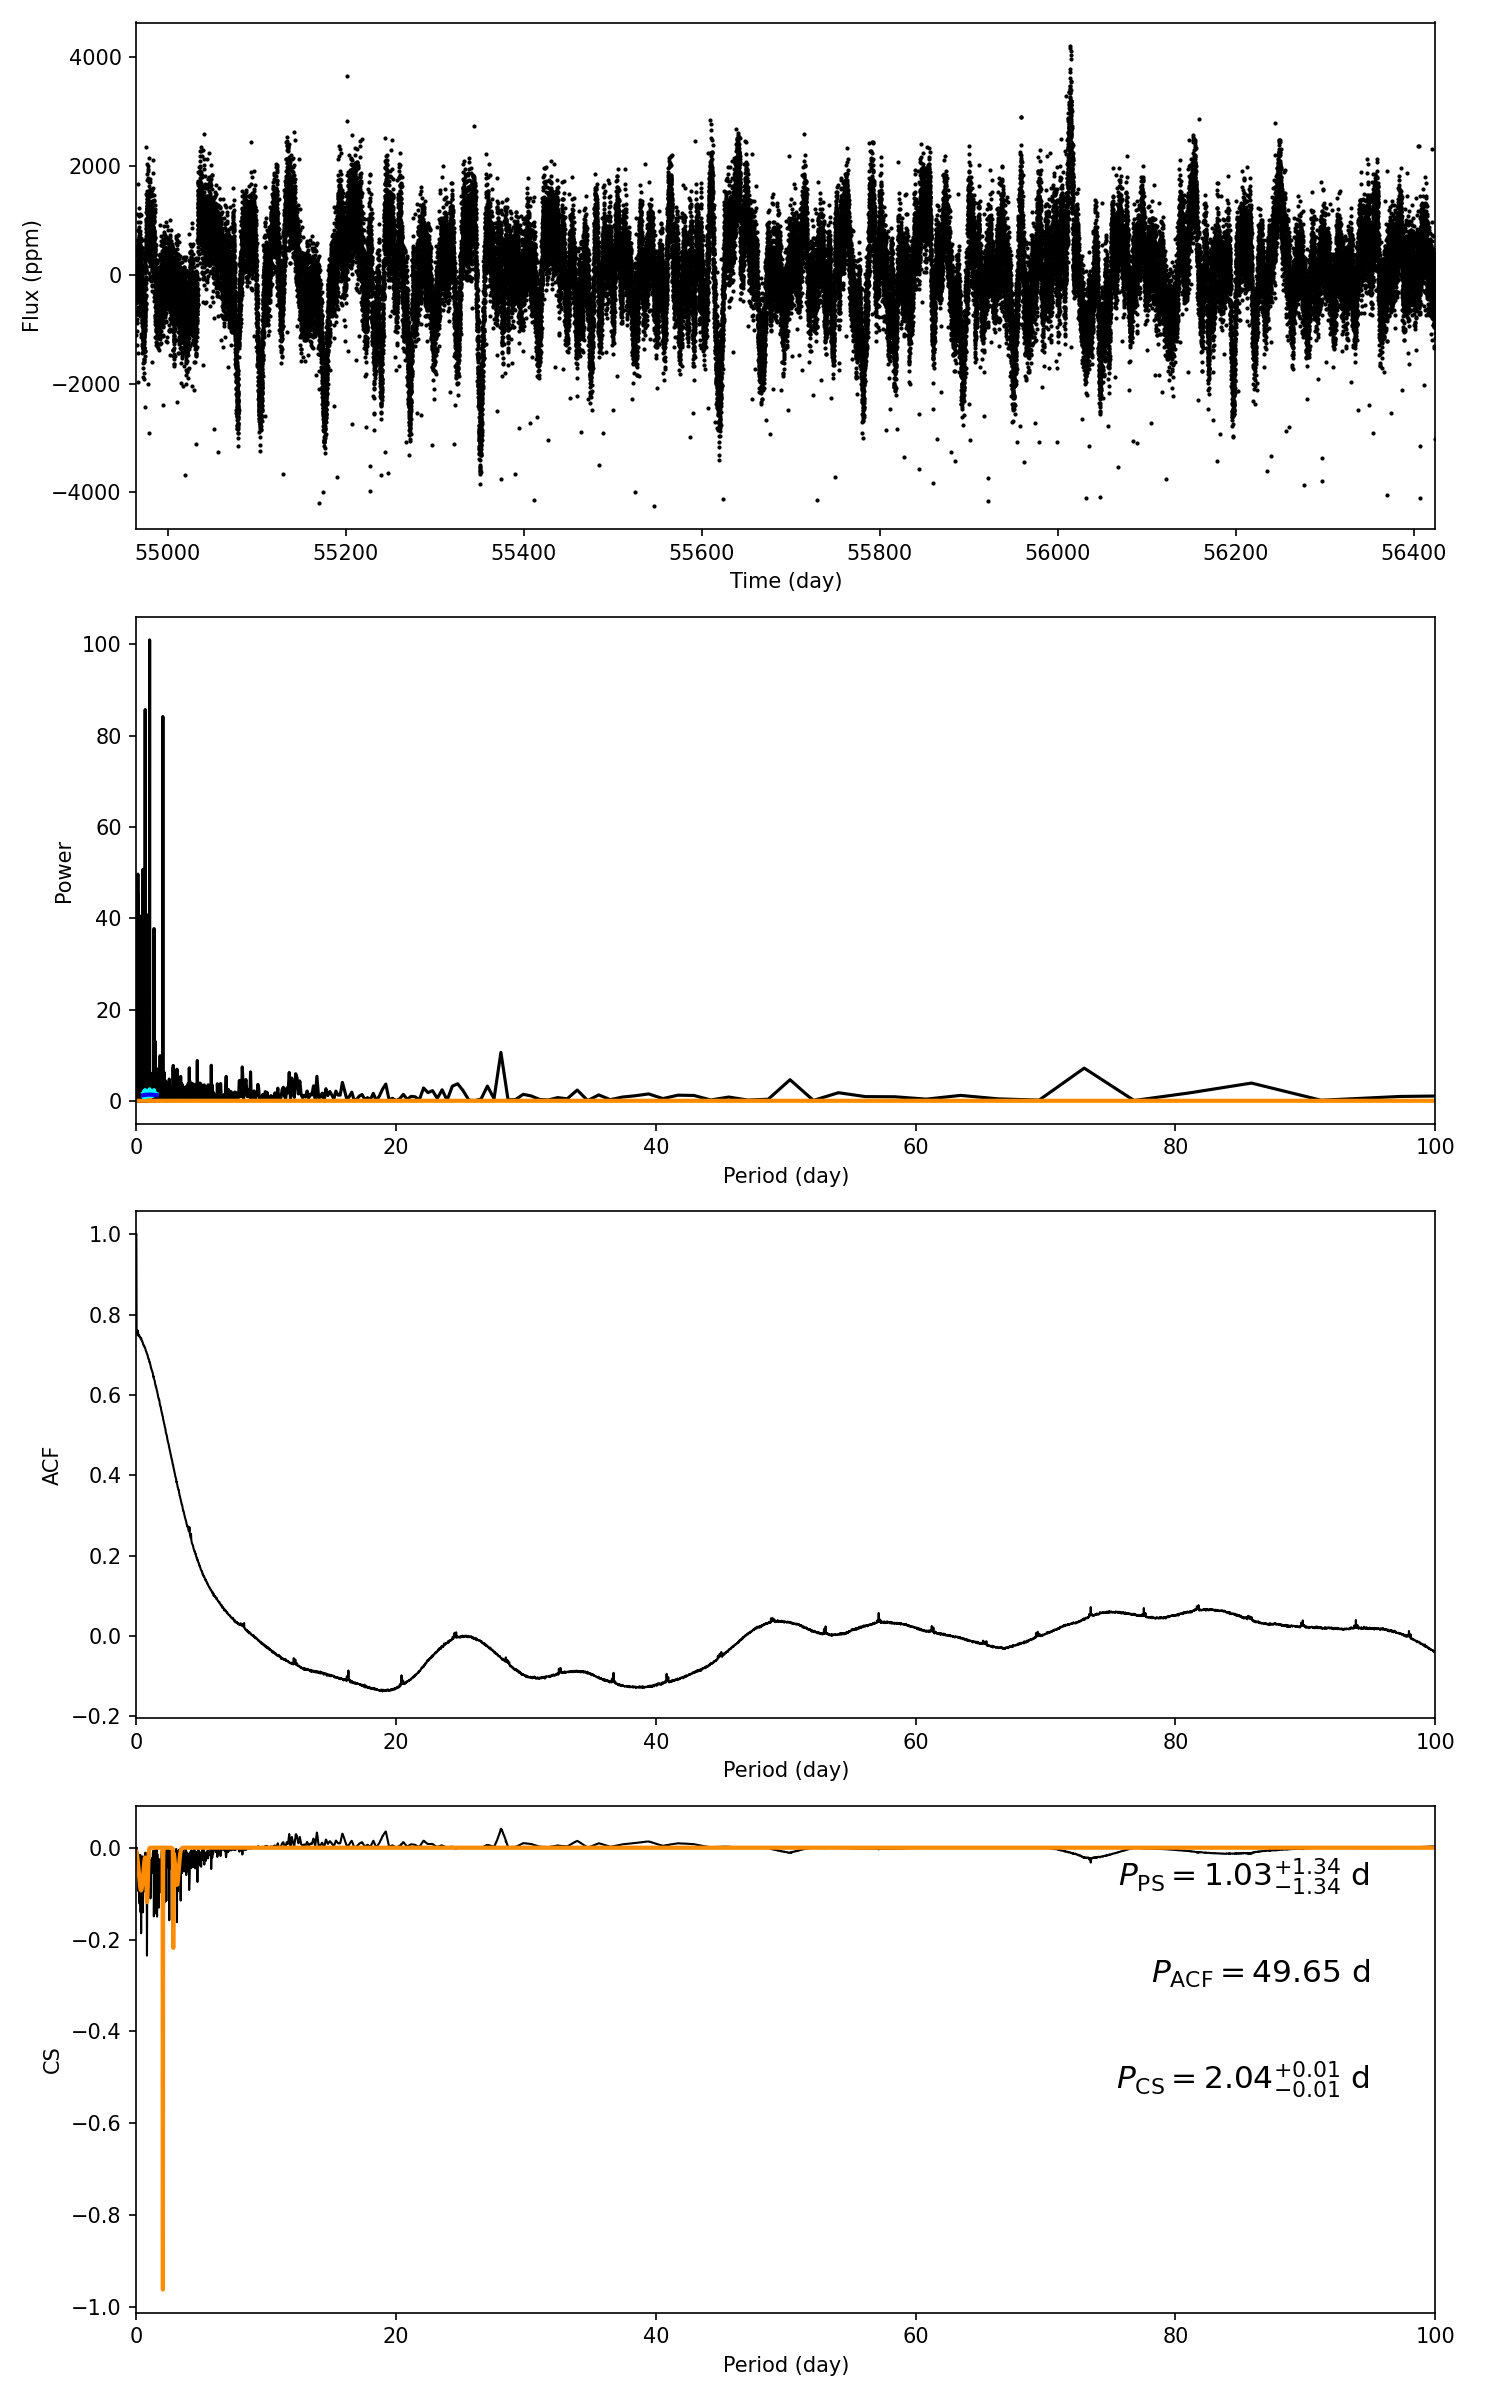 4000
2000
0
−2000
−4000
Flux (ppm)
55000 55200 55400 55600 55800 56000 56200 56400
Time (day)
100
80
60
40
20
0
Power
0 20 40 60 80 100
Period (day)
1.0
0.8
0.6
0.4
0.2
0.0
−0.2
ACF
0 20 40 60 80 100
Period (day)
0.0
−0.2
−0.4
−0.6
−0.8
−1.0
CS
P_PS = 1.03^{+1.34}_{−1.34} d
P_ACF = 49.65 d
P_CS = 2.04^{+0.01}_{−0.01} d
0 20 40 60 80 100
Period (day)